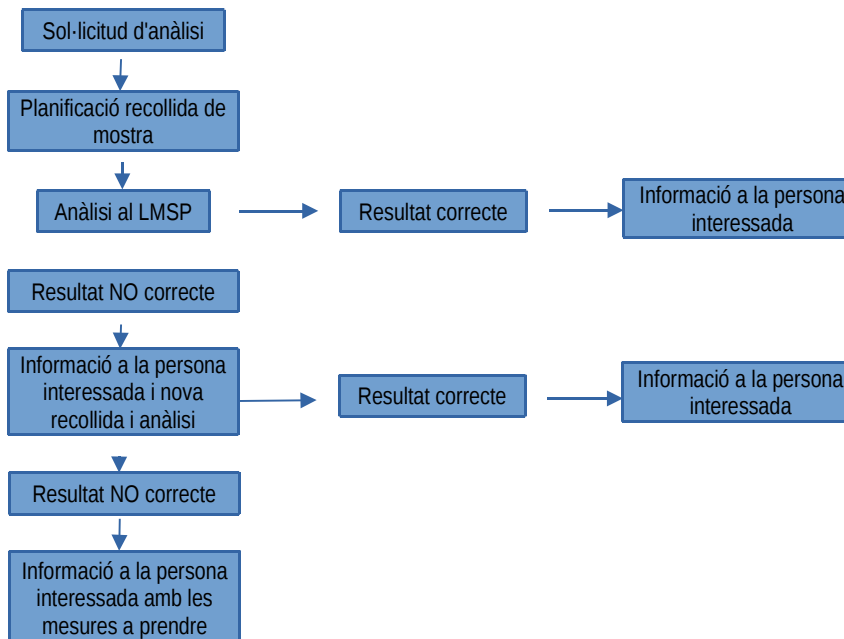 Sol·licitud d'anàlisi
Planificació recollida de
mostra
Anàlisi al LMSP
Resultat correcte
Informació a la persona
interessada
Resultat NO correcte
Informació a la persona
interessada i nova
recollida i anàlisi
Resultat correcte
Informació a la persona
interessada
Resultat NO correcte
Informació a la persona
interessada amb les
mesures a prendre